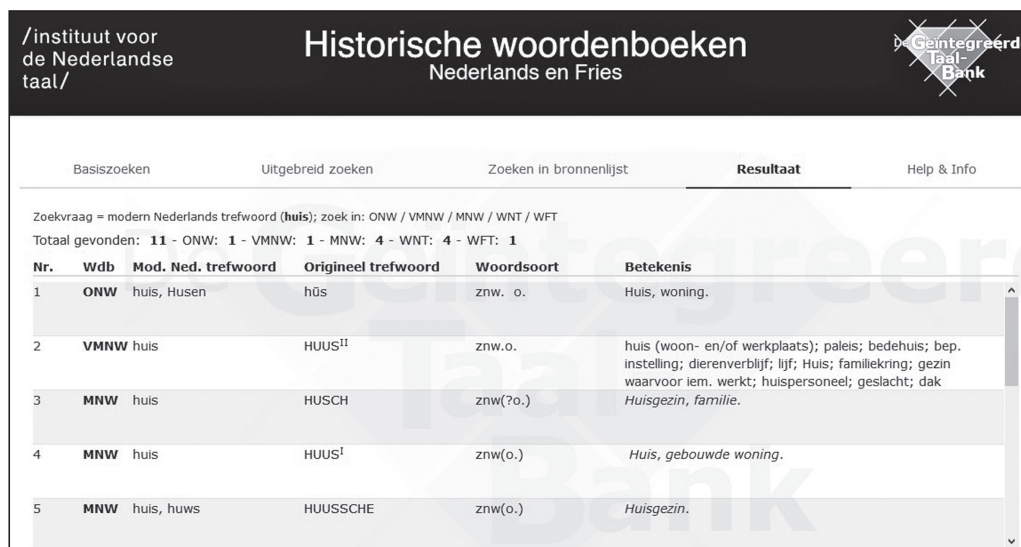 /instituut voor
de Nederlandse
taal/
Historische woordenboeken
Nederlands en Fries
De Geïntegreerd
Taal-
Bank
Basiszoeken Uitgebreid zoeken Zoeken in bronnenlijst Resultaat Help & Info
Zoekvraag = modern Nederlands trefwoord (huis); zoek in: ONW / VMNW / MNW / WNT / WFT
Totaal gevonden: 11 - ONW: 1 - VMNW: 1 - MNW: 4 - WNT: 4 - WFT: 1
Nr. Wdb Mod. Ned. trefwoord Origineel trefwoord Woordsoort Betekenis
1 ONW huis, Husen hūs znw. o. Huis, woning.
2 VMNW huis HUUSII znw.o. huis (woon- en/of werkplaats); paleis; bedehuis; bep.
instelling; dierenverblijf; lijf; Huis; familiekring; gezin
waarvoor iem. werkt; huispersoneel; geslacht; dak
3 MNW huis HUSCH znw(?o.) Huisgezin, familie.
4 MNW huis HUUSI znw(o.) Huis, gebouwde woning.
5 MNW huis, huws HUUSSCHE znw(o.) Huisgezin.
De
Geïntegreerd
Taal
Bank